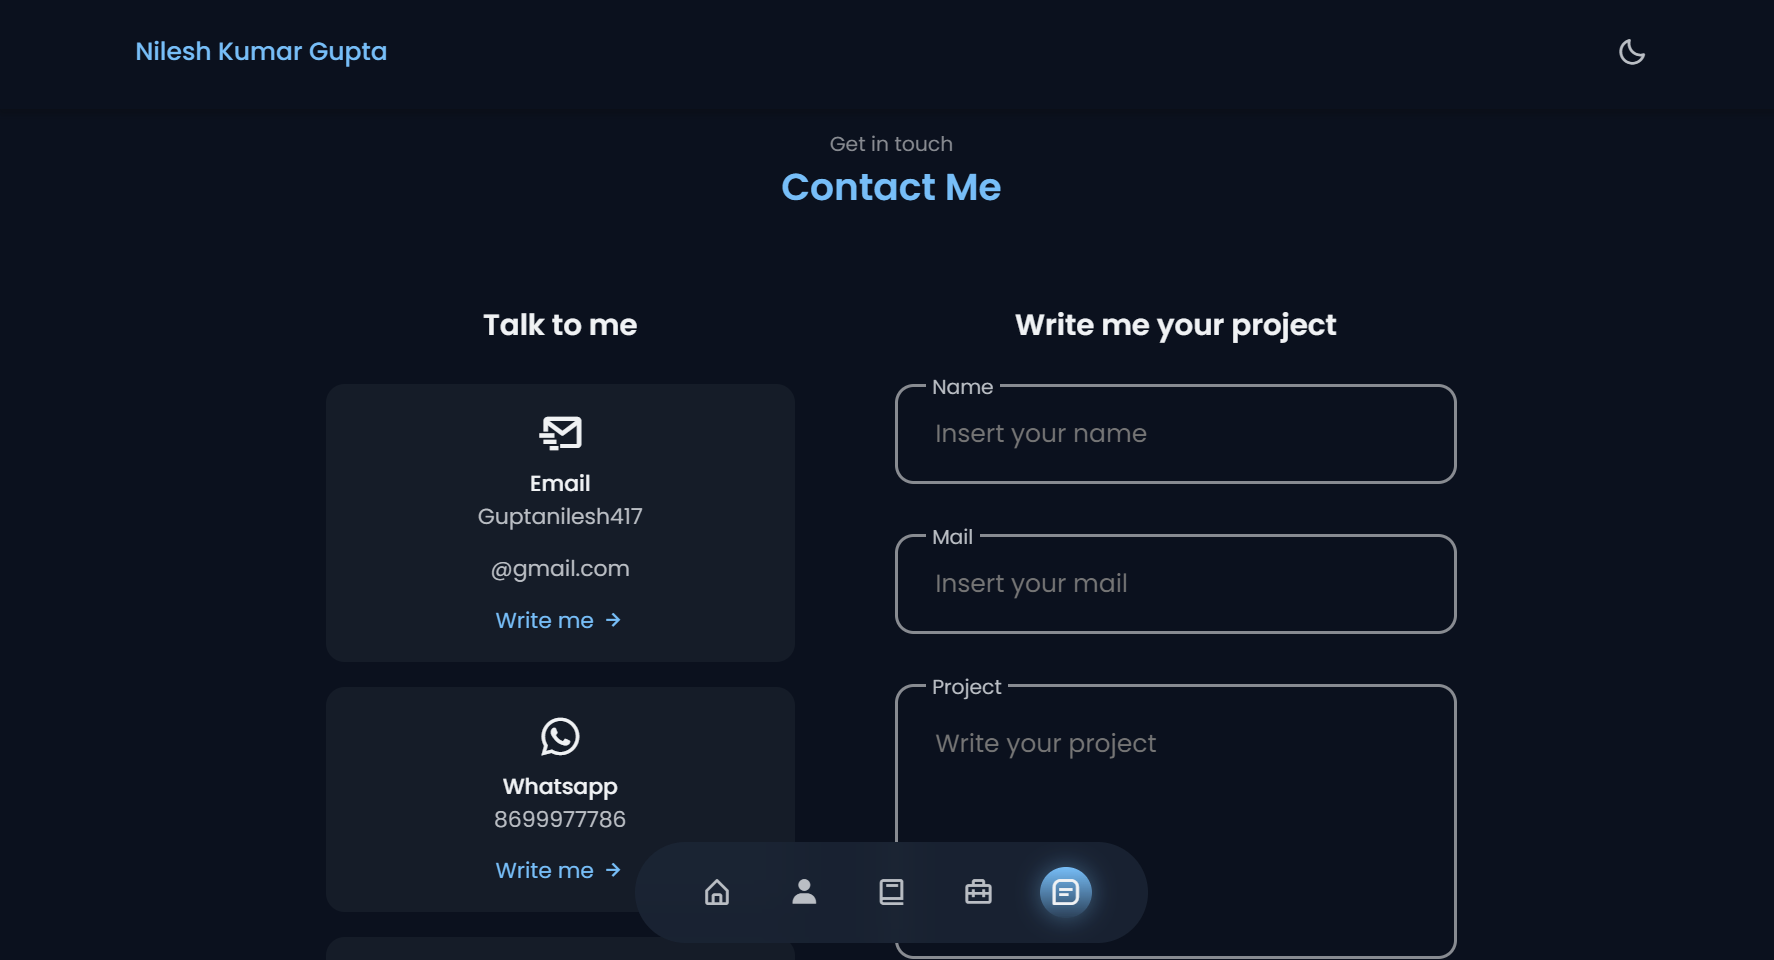 Nilesh Kumar Gupta
Get in touch
Contact Me
Talk to me
Email
Guptanilesh417
@gmail.com
Write me →
Whatsapp
8699977786
Write me →
Write me your project
Name
Insert your name
Mail
Insert your mail
Project
Write your project